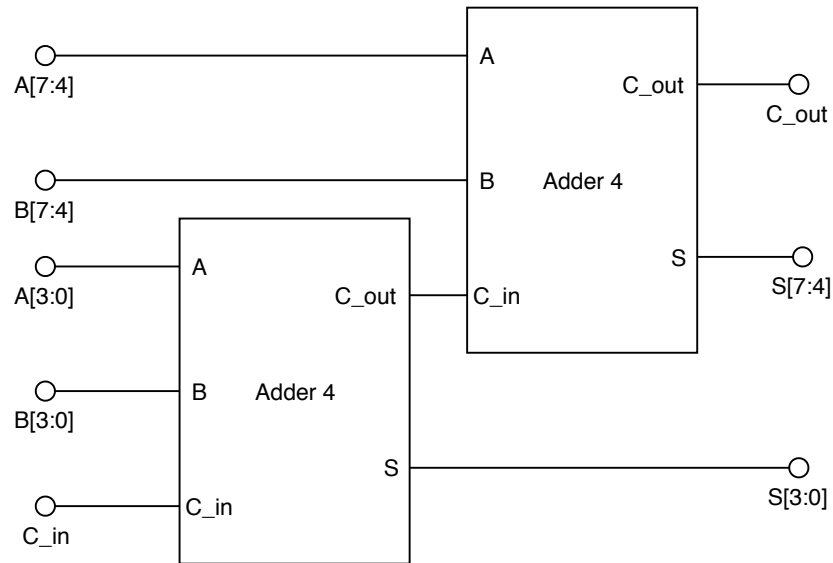 A[7:4]
A
C_out
C_out
B[7:4]
B
Adder 4
S
S[7:4]
A[3:0]
A
C_out
C_in
B[3:0]
B
Adder 4
S
S[3:0]
C_in
C_in